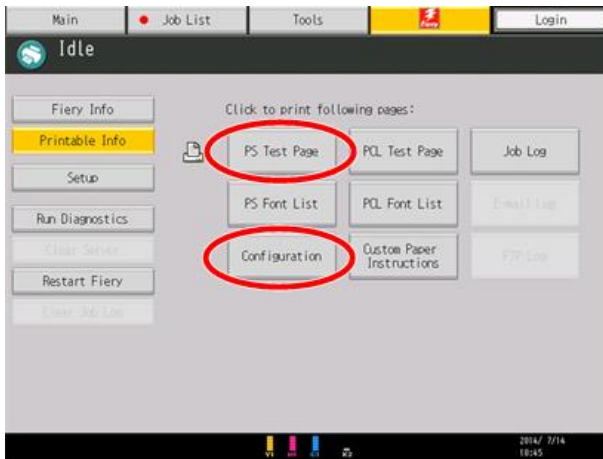 Main
Job List
Tools
Fiery
Login
Idle
Fiery Info
Printable Info
Setup
Run Diagnostics
Clear Server
Restart Fiery
Clear Job Log
Click to print following pages:
PS Test Page
PCL Test Page
Job Log
PS Font List
PCL Font List
E-mail Log
Configuration
Custom Paper
Instructions
FTP Log
2014/ 7/14
10:45